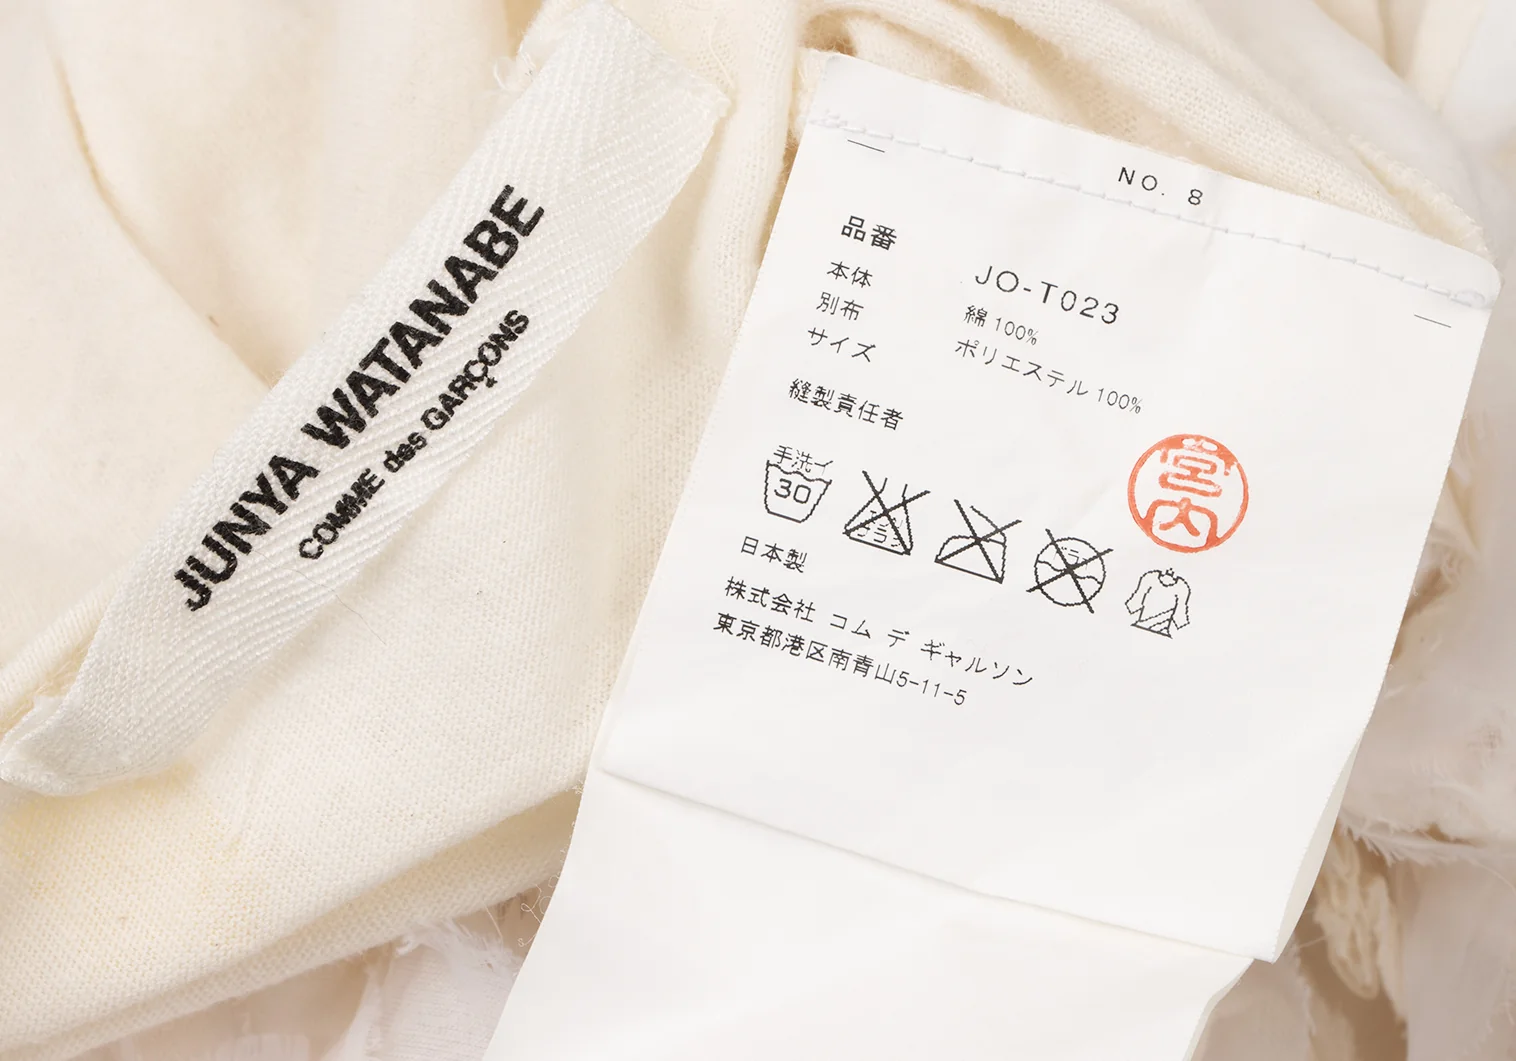 JUNYA WATANABE
COMME des GARÇONS
NO. 8
品番 JO-T023
本体 綿 100%
別布 ポリエステル 100%
サイズ
縫製責任者
宮内
手洗イ
30
日本製
株式会社 コム デ ギャルソン
東京都港区南青山5-11-5